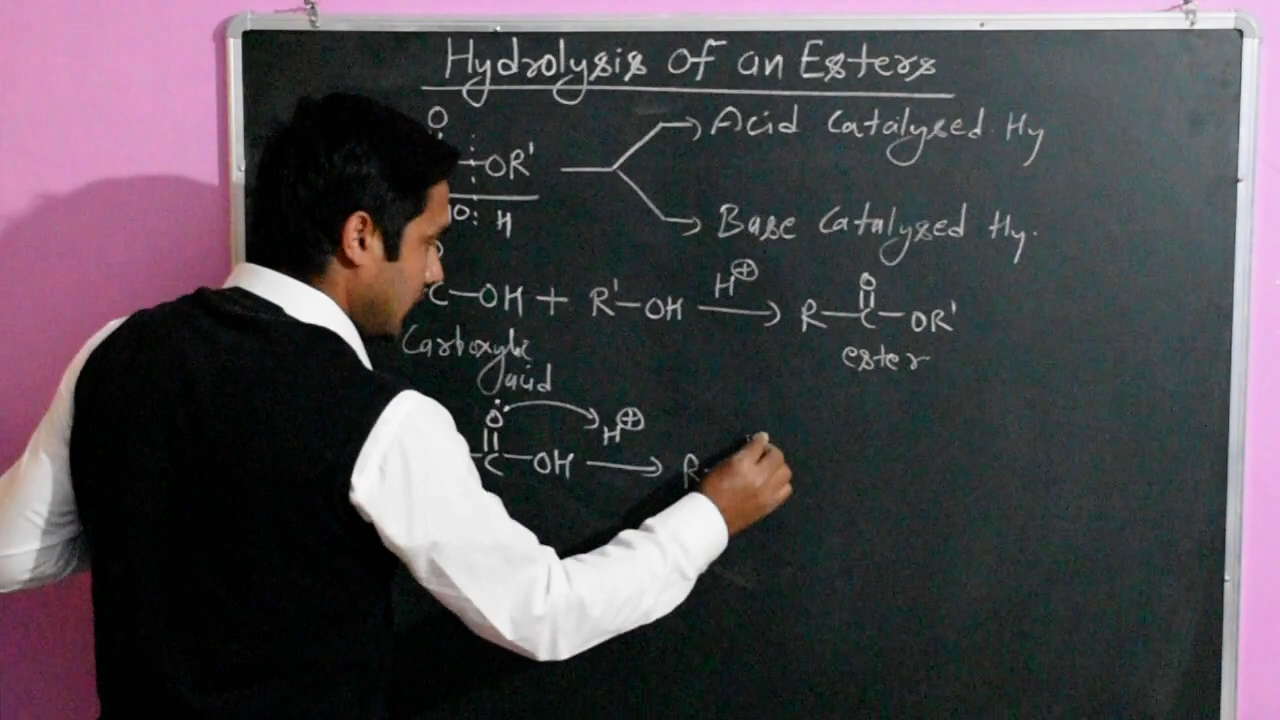 Hydrolysis of an Esters
O
OR' Acid Catalysed Hy
O: H Base Catalysed Hy.
C-OH + R'-OH H⊕ → R-C-OR'
O
Carboxylic acid
ester
O H⊕
C-OH → R-